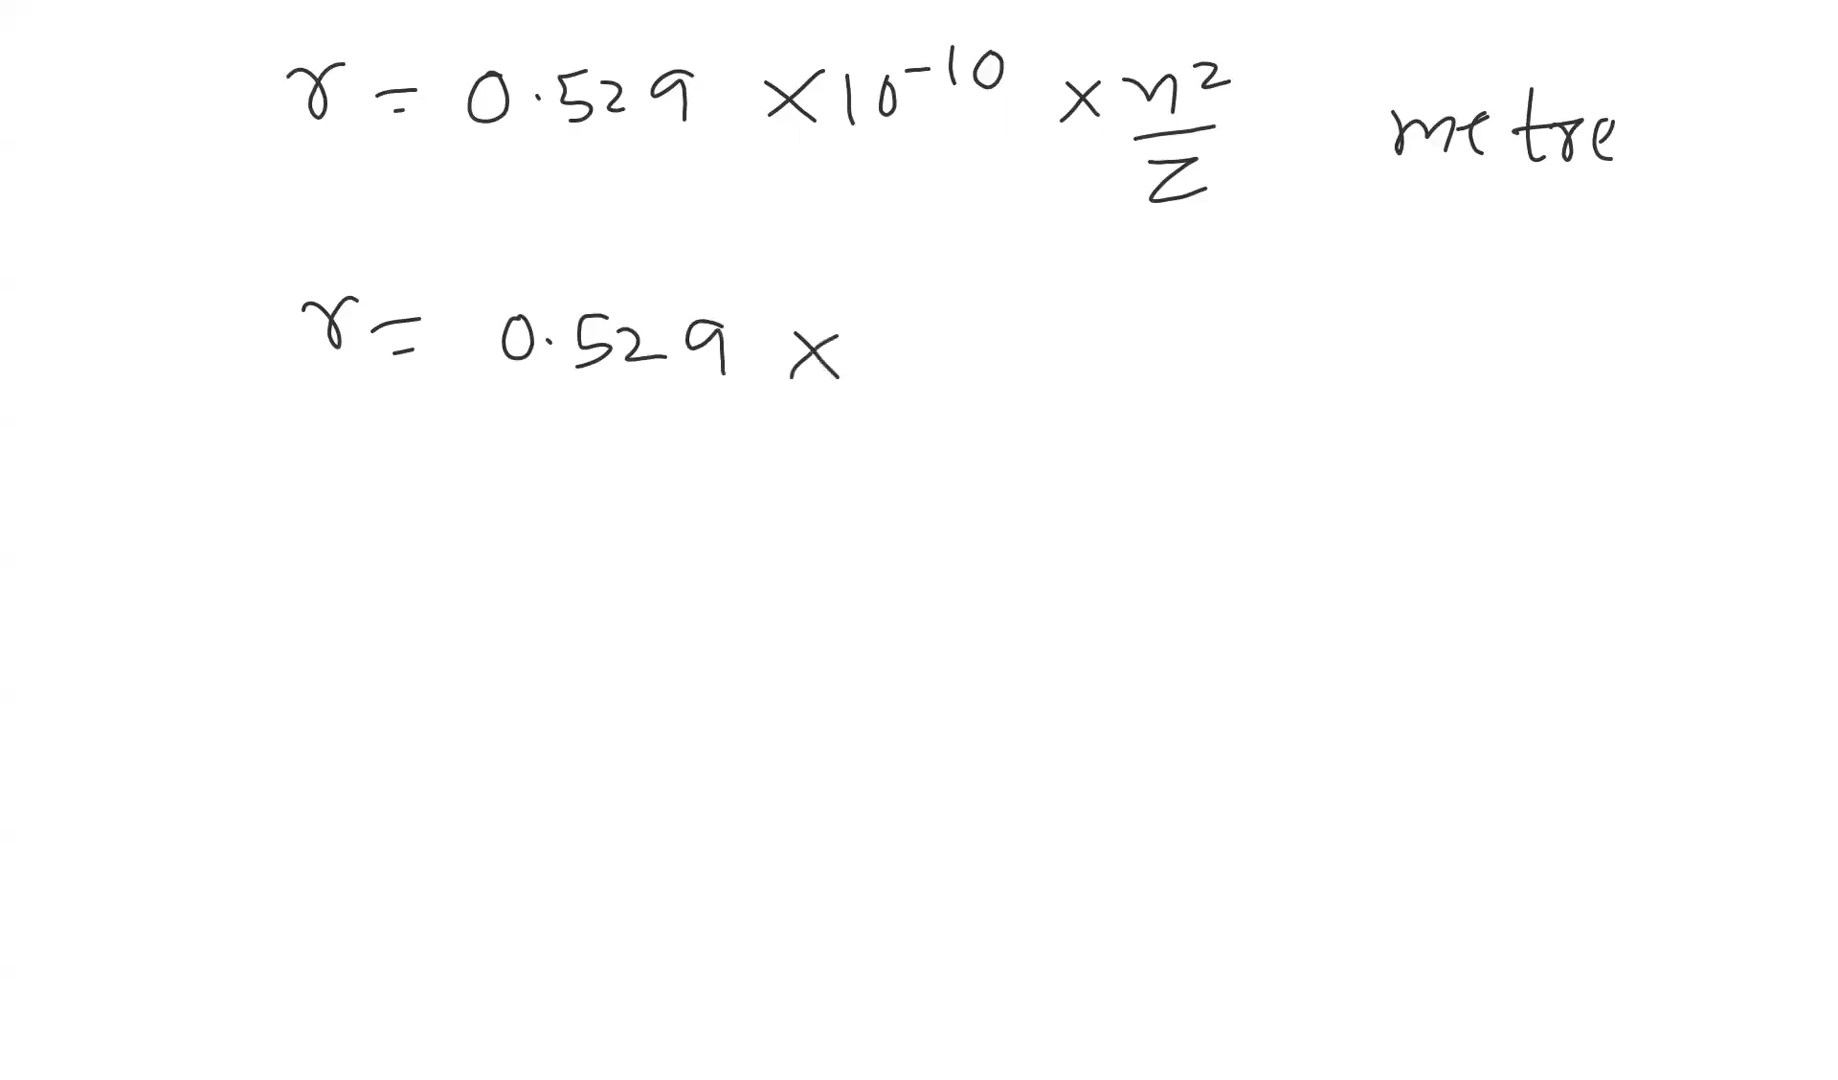 r = 0.529 × 10⁻¹⁰ × n²/Z metre
r = 0.529 ×